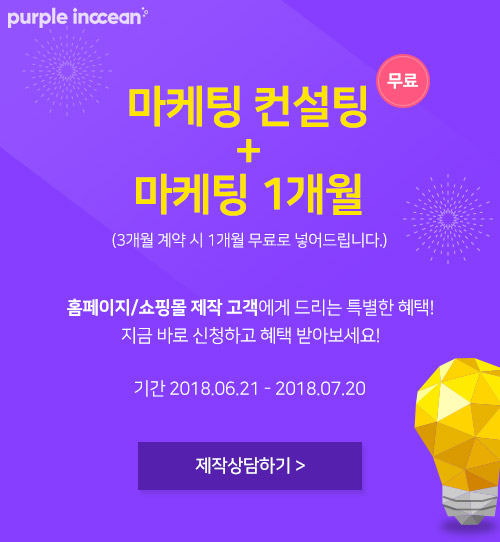 purple inocean
무료
마케팅 컨설팅
+
마케팅 1개월
(3개월 계약 시 1개월 무료로 넣어드립니다.)
홈페이지/쇼핑몰 제작 고객에게 드리는 특별한 혜택!
지금 바로 신청하고 혜택 받아보세요!
기간 2018.06.21 - 2018.07.20
제작상담하기 >